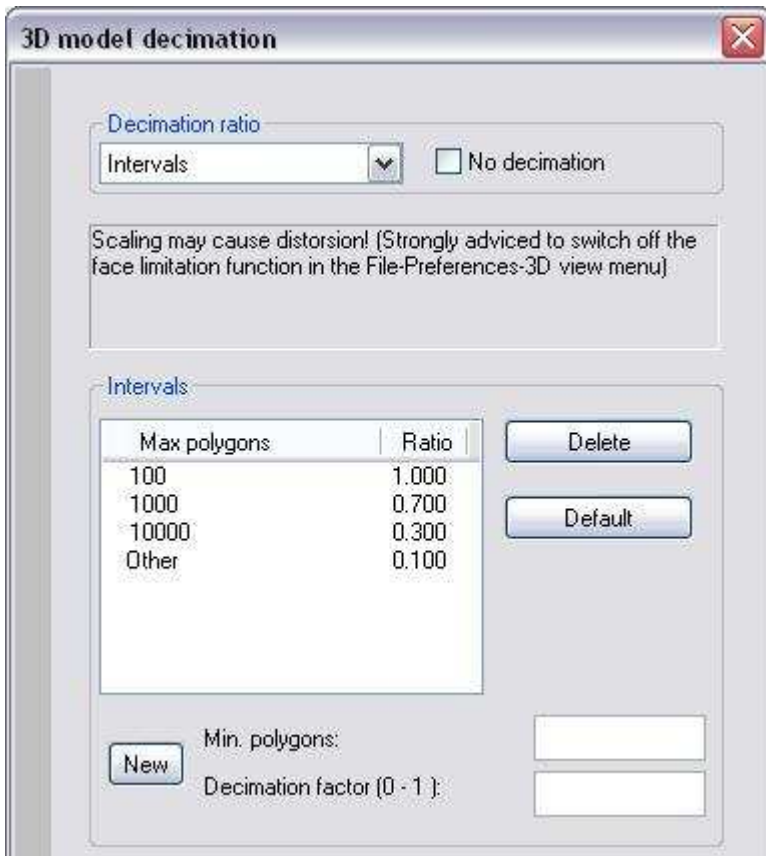 3D model decimation
Decimation ratio
Intervals
No decimation
Scaling may cause distorsion! (Strongly adviced to switch off the
face limitation function in the File-Preferences-3D view menu)
Intervals
Max polygons Ratio
100 1.000
1000 0.700
10000 0.300
Other 0.100
Delete
Default
New
Min. polygons:
Decimation factor (0 - 1 ):